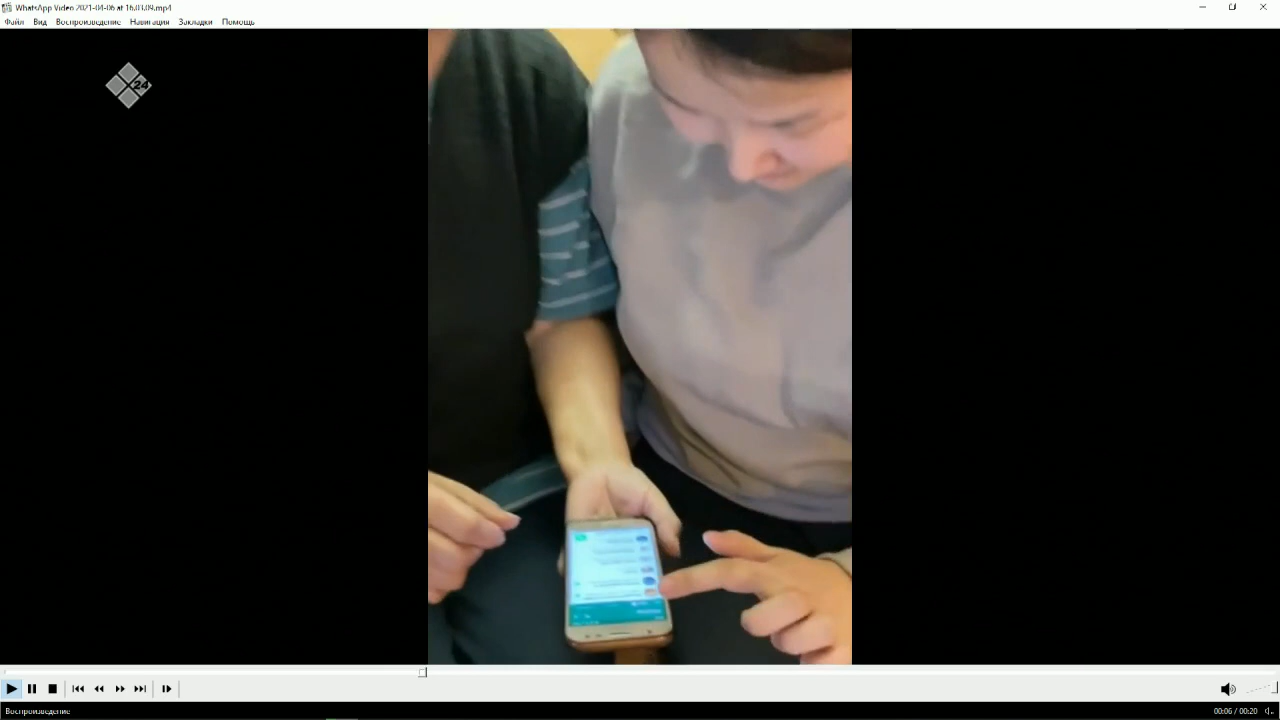 WhatsApp Video 2021-04-06 at 16.03.09.mp4
Файл Вид Воспроизведение Навигация Закладки Помощь
24
Воспроизведение
00:06 / 00:20